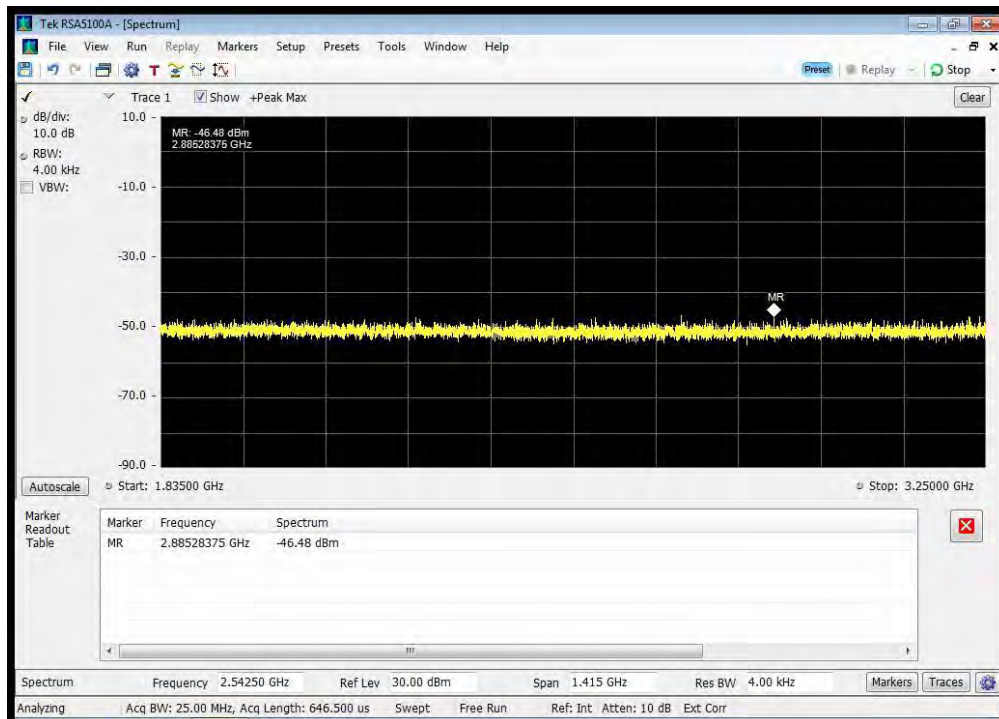 Tek RSA5100A - [Spectrum]
File View Run Replay Markers Setup Presets Tools Window Help
T
Preset Replay Stop
Trace 1 Show +Peak Max Clear
dB/div:
10.0 dB
RBW:
4.00 kHz
VBW:
10.0
-10.0
-30.0
-50.0
-70.0
-90.0
MR: -46.48 dBm
2.88528375 GHz
MR
Autoscale Start: 1.83500 GHz Stop: 3.25000 GHz
Marker
Readout
Table
Marker Frequency Spectrum
MR 2.88528375 GHz -46.48 dBm
Spectrum Frequency 2.54250 GHz Ref Lev 30.00 dBm Span 1.415 GHz Res BW 4.00 kHz Markers Traces
Analyzing Acq BW: 25.00 MHz, Acq Length: 646.500 us Swept Free Run Ref: Int Atten: 10 dB Ext Corr